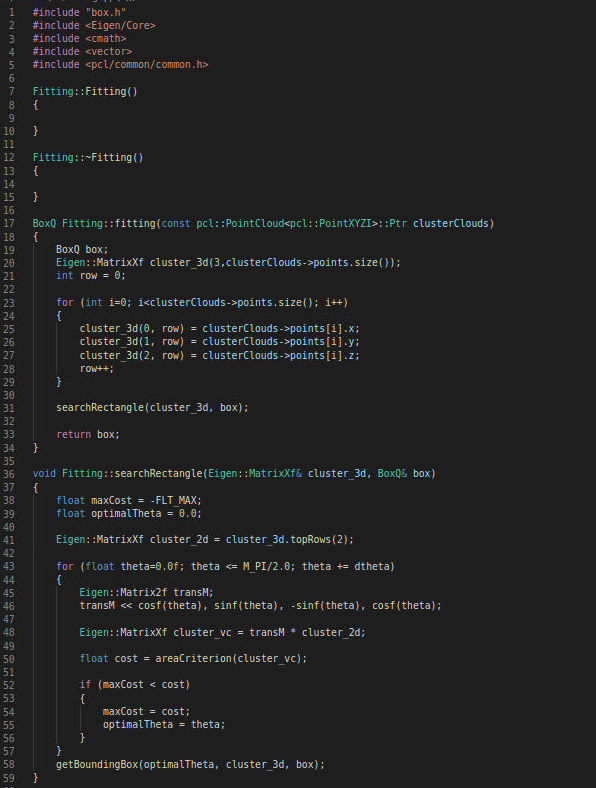 1 #include "box.h"
2 #include <Eigen/Core>
3 #include <cmath>
4 #include <vector>
5 #include <pcl/common/common.h>
6
7 Fitting::Fitting()
8 {
9
10 }
11
12 Fitting::~Fitting()
13 {
14
15 }
16
17 BoxQ Fitting::fitting(const pcl::PointCloud<pcl::PointXYZI>::Ptr clusterClouds)
18 {
19     BoxQ box;
20     Eigen::MatrixXf cluster_3d(3,clusterClouds->points.size());
21     int row = 0;
22
23     for (int i=0; i<clusterClouds->points.size(); i++)
24     {
25         cluster_3d(0, row) = clusterClouds->points[i].x;
26         cluster_3d(1, row) = clusterClouds->points[i].y;
27         cluster_3d(2, row) = clusterClouds->points[i].z;
28         row++;
29     }
30
31     searchRectangle(cluster_3d, box);
32
33     return box;
34 }
35
36 void Fitting::searchRectangle(Eigen::MatrixXf& cluster_3d, BoxQ& box)
37 {
38     float maxCost = -FLT_MAX;
39     float optimalTheta = 0.0;
40
41     Eigen::MatrixXf cluster_2d = cluster_3d.topRows(2);
42
43     for (float theta=0.0f; theta <= M_PI/2.0; theta += dtheta)
44     {
45         Eigen::Matrix2f transM;
46         transM << cosf(theta), sinf(theta), -sinf(theta), cosf(theta);
47
48         Eigen::MatrixXf cluster_vc = transM * cluster_2d;
49
50         float cost = areaCriterion(cluster_vc);
51
52         if (maxCost < cost)
53         {
54             maxCost = cost;
55             optimalTheta = theta;
56         }
57     }
58     getBoundingBox(optimalTheta, cluster_3d, box);
59 }